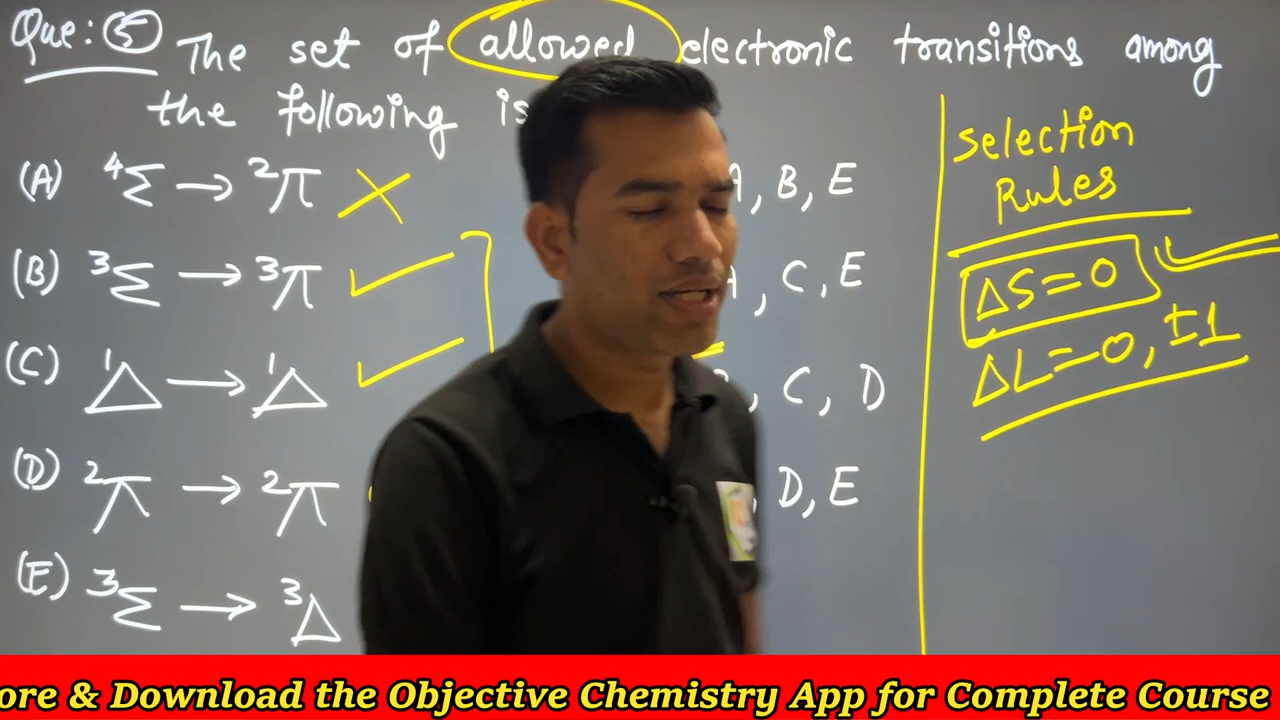 Que: 5 The set of allowed electronic transitions among
the following is
(A) ⁴Σ → ²π
(B) ³Σ → ³π
(C) ¹Δ → ¹Δ
(D) ²π → ²π
(E) ³Σ → ³Δ
A, B, E
A, C, E
, C, D
, D, E
Selection
Rules
ΔS = 0
ΔL = 0, ±1
ore & Download the Objective Chemistry App for Complete Course